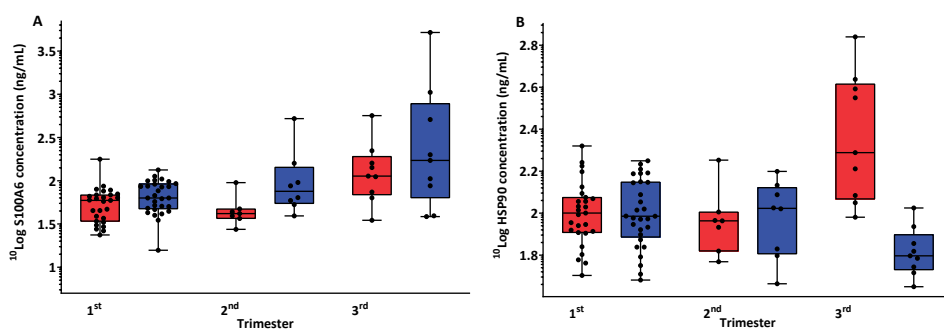 A
¹⁰Log S100A6 concentration (ng/mL)
3.5
3
2.5
2
1.5
1
1ˢᵗ
2ⁿᵈ
3ʳᵈ
Trimester
B
¹⁰Log HSP90 concentration (ng/mL)
2.8
2.6
2.4
2.2
2
1.8
1ˢᵗ
2ⁿᵈ
3ʳᵈ
Trimester